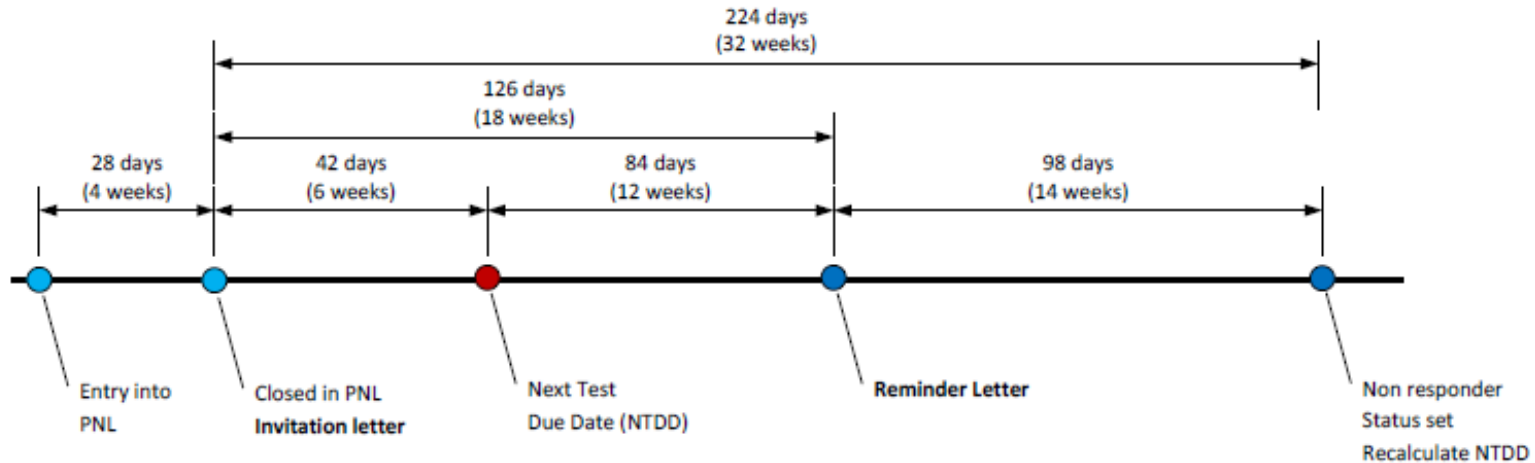 224 days
(32 weeks)
126 days
(18 weeks)
28 days
(4 weeks)
42 days
(6 weeks)
84 days
(12 weeks)
98 days
(14 weeks)
Entry into
PNL
Closed in PNL
Invitation letter
Next Test
Due Date (NTDD)
Reminder Letter
Non responder
Status set
Recalculate NTDD